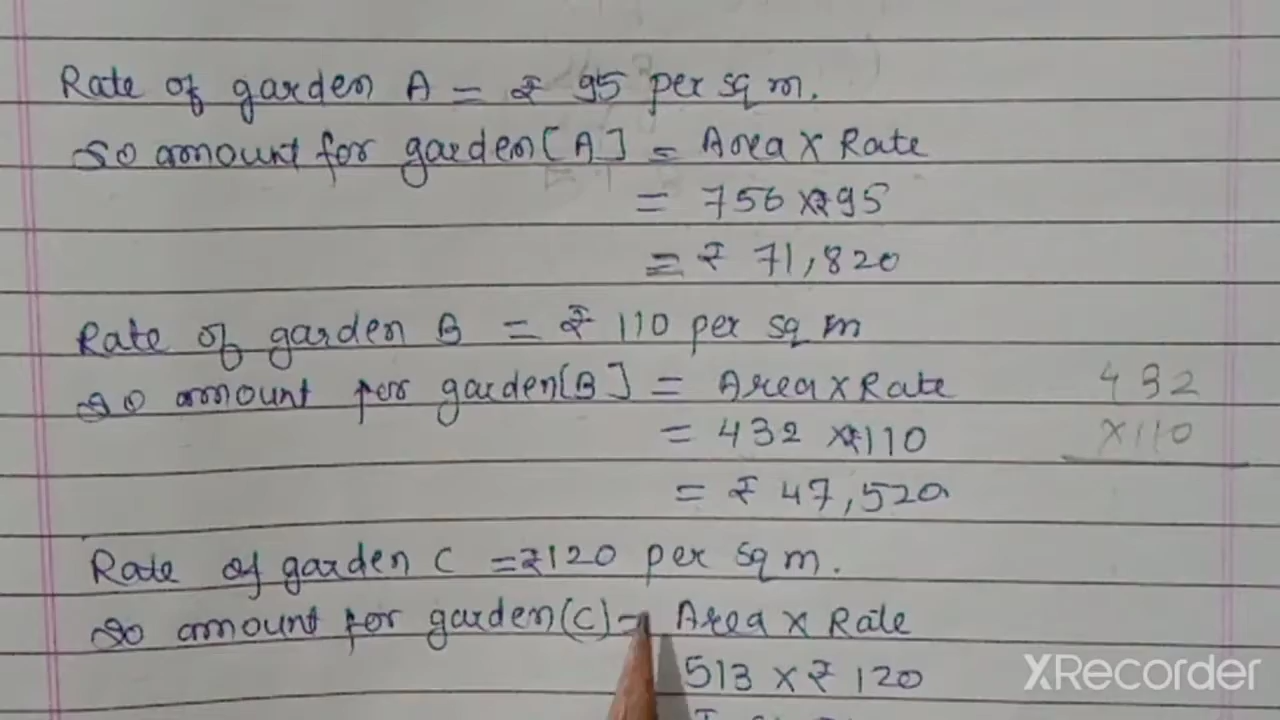 Rate of garden A = ₹ 95 per sq m.
So amount for garden[A] = Area X Rate
= 756 X ₹95
= ₹ 71,820
Rate of garden B = ₹ 110 per sq m
So amount for garden[B] = Area X Rate
= 432 X ₹110
= ₹ 47,520
432
X110
Rate of garden C = ₹120 per sq m.
So amount for garden(C) = Area X Rate
513 X ₹ 120
XRecorder